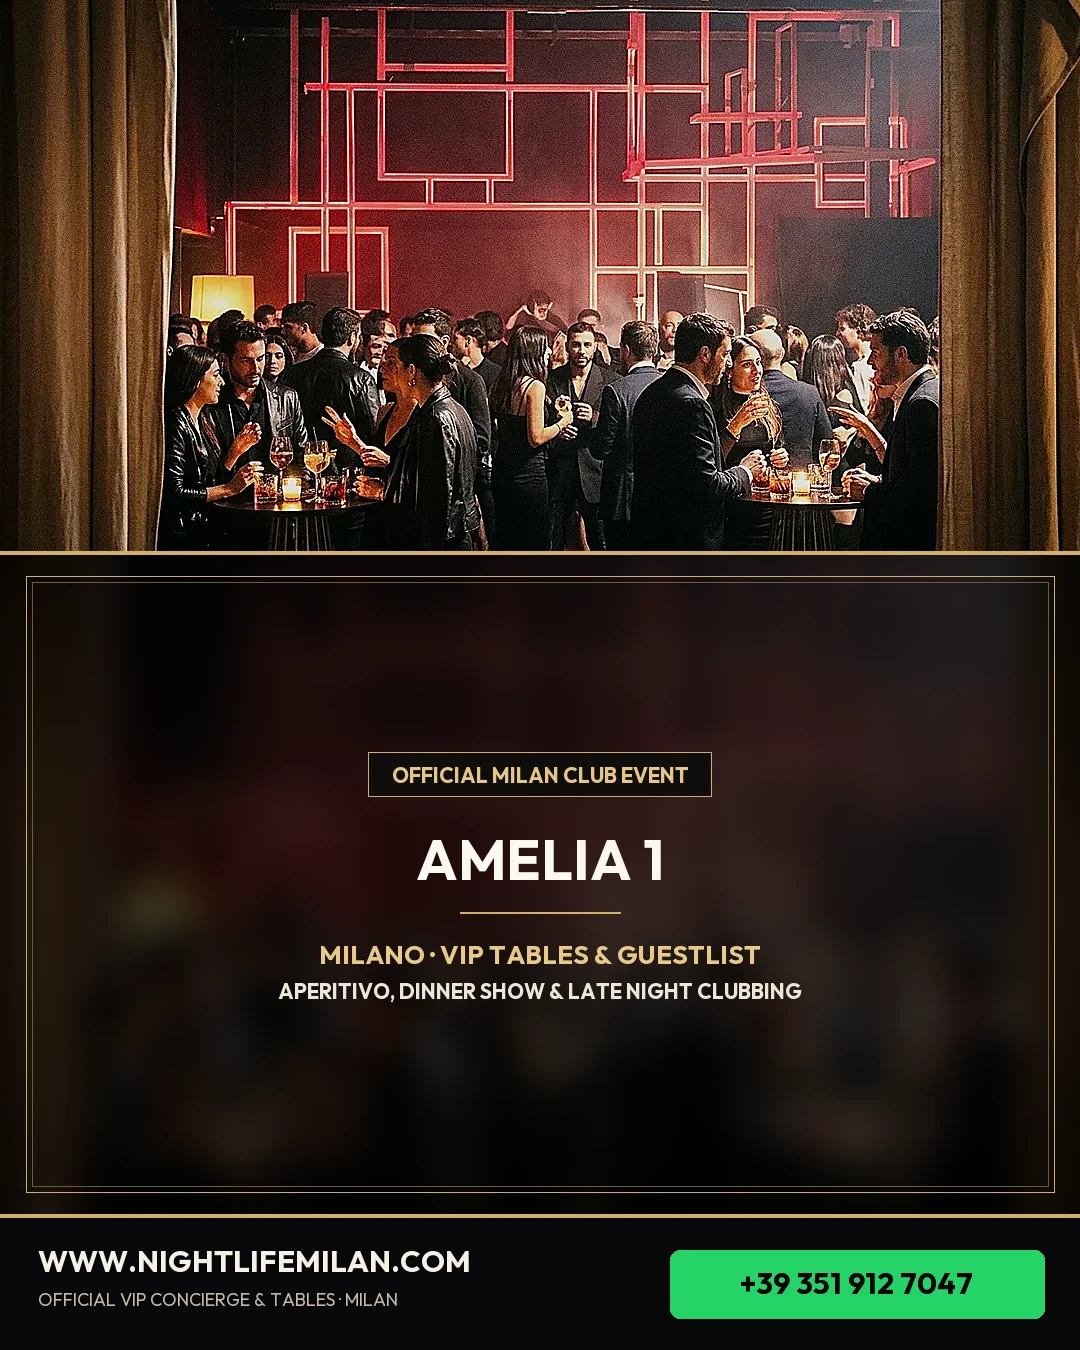 OFFICIAL MILAN CLUB EVENT
AMELIA 1
MILANO · VIP TABLES & GUESTLIST
APERITIVO, DINNER SHOW & LATE NIGHT CLUBBING
WWW.NIGHTLIFEMILAN.COM
OFFICIAL VIP CONCIERGE & TABLES · MILAN
+39 351 912 7047